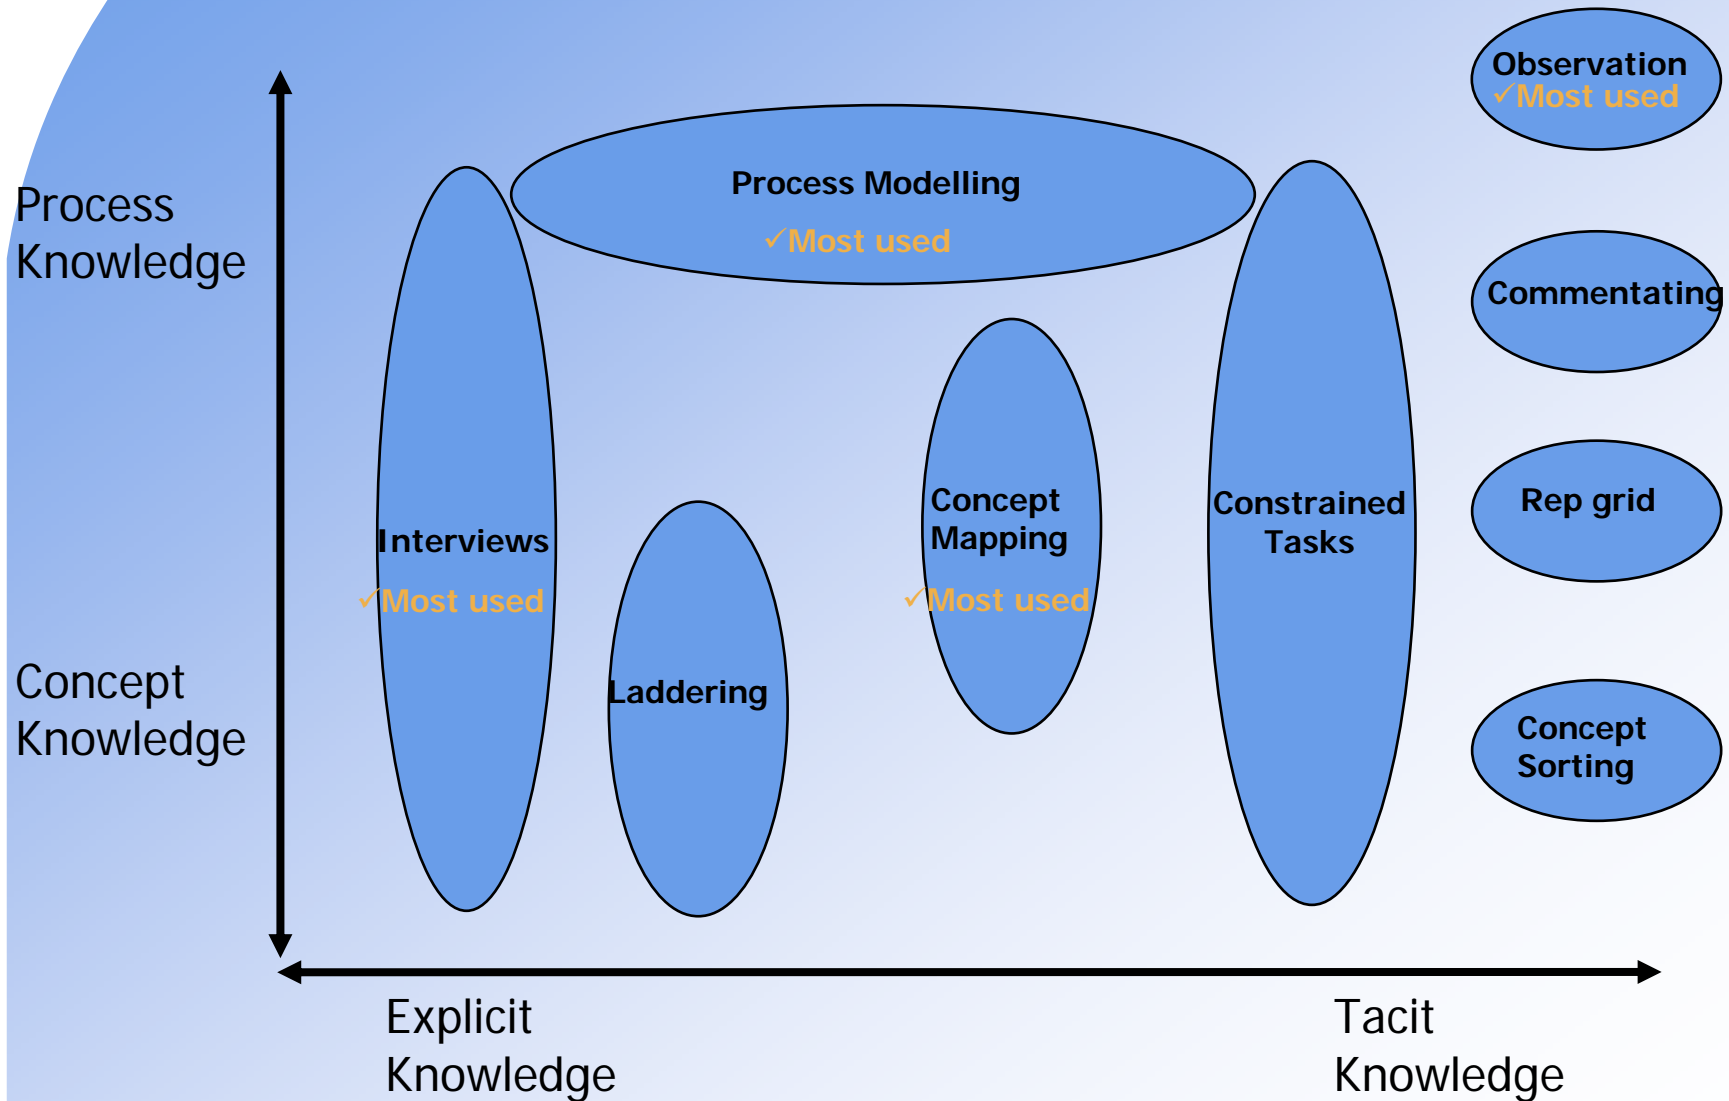 Observation
✓Most used
Process Modelling
✓Most used
Process
Knowledge
Commentating
Concept
Mapping
✓Most used
Constrained
Tasks
Rep grid
Interviews
✓Most used
Laddering
Concept
Knowledge
Concept
Sorting
Explicit
Knowledge
Tacit
Knowledge